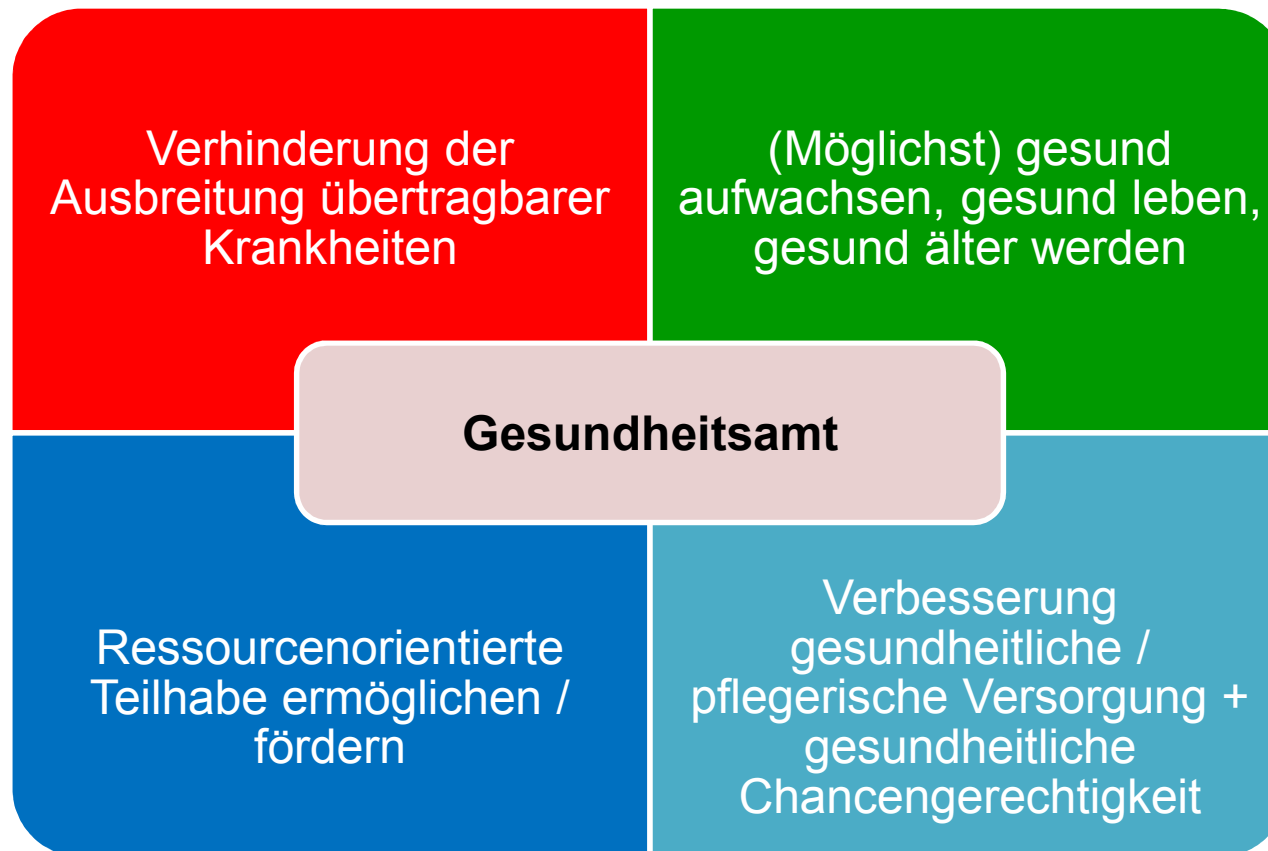 Verhinderung der
Ausbreitung übertragbarer
Krankheiten
(Möglichst) gesund
aufwachsen, gesund leben,
gesund älter werden
Gesundheitsamt
Ressourcenorientierte
Teilhabe ermöglichen /
fördern
Verbesserung
gesundheitliche /
pflegerische Versorgung +
gesundheitliche
Chancengerechtigkeit